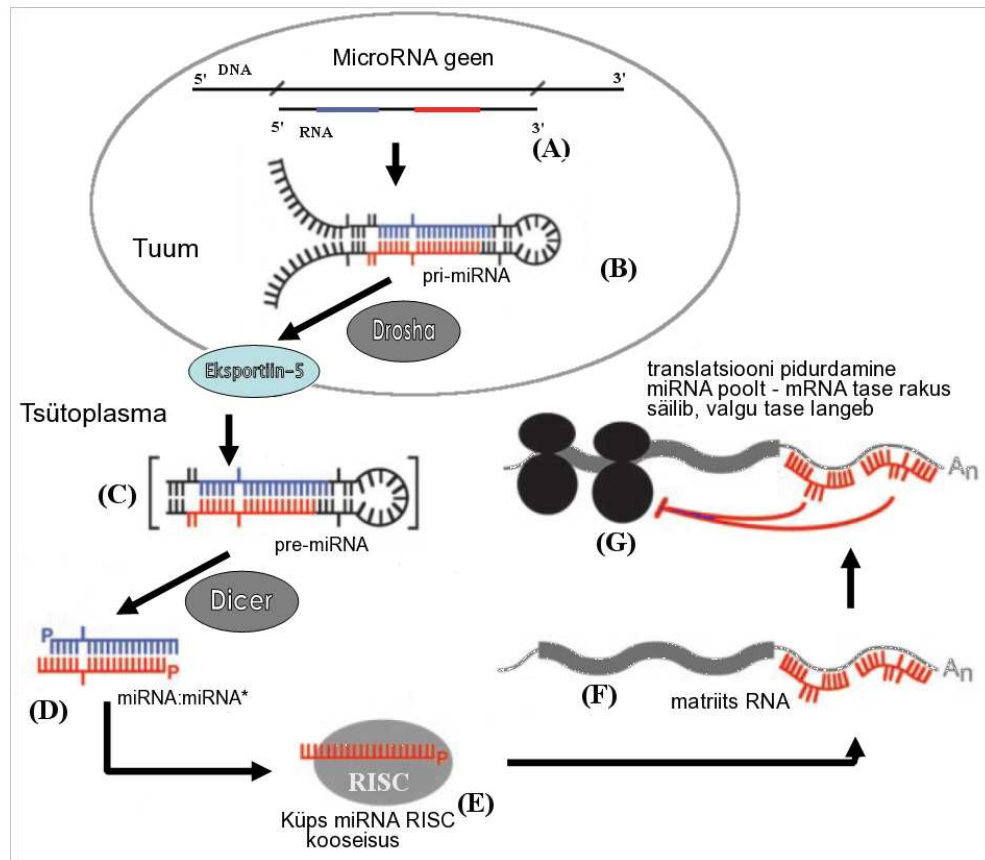 MicroRNA geen
5' DNA 3'
5' RNA 3'
(A)
Tuum
(B)
pri-miRNA
Drosha
Eksportiin-5
Tsütoplasma
(C)
pre-miRNA
Dicer
P
P
(D)
miRNA:miRNA*
P
RISC
(E)
Küps miRNA RISC
kooseisus
translatsiooni pidurdamine
miRNA poolt - mRNA tase rakus
säilib, valgu tase langeb
An
(G)
An
(F)
matriits RNA